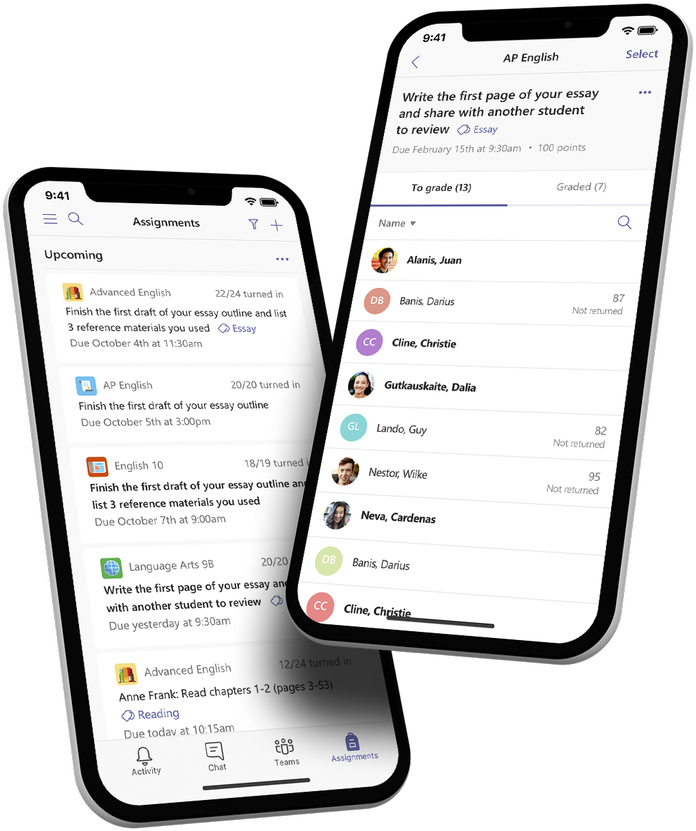 9:41
Assignments
Upcoming
Advanced English
22/24 turned in
Finish the first draft of your essay outline and list
3 reference materials you used Essay
Due October 4th at 11:30am
AP English
20/20 turned in
Finish the first draft of your essay outline
Due October 5th at 3:00pm
English 10
18/19 turned i
Finish the first draft of your essay outline an
list 3 reference materials you used
Due October 7th at 9:00am
Language Arts 9B
20/20
Write the first page of your essay an
with another student to review
Due yesterday at 9:30am
Advanced English
12/24 turned in
Anne Frank: Read chapters 1-2 (pages 3-53)
Reading
Due today at 10:15am
Activity
Chat
Teams
Assignments
9:41
AP English
Select
Write the first page of your essay
and share with another student
to review Essay
Due February 15th at 9:30am • 100 points
To grade (13)
Graded (7)
Name
Alanis, Juan
DB Banis, Darius
87
Not returned
CC Cline, Christie
Gutkauskaite, Dalia
GL Lando, Guy
82
Not returned
Nestor, Wilke
95
Not returned
Neva, Cardenas
DB Banis, Darius
CC Cline, Christie